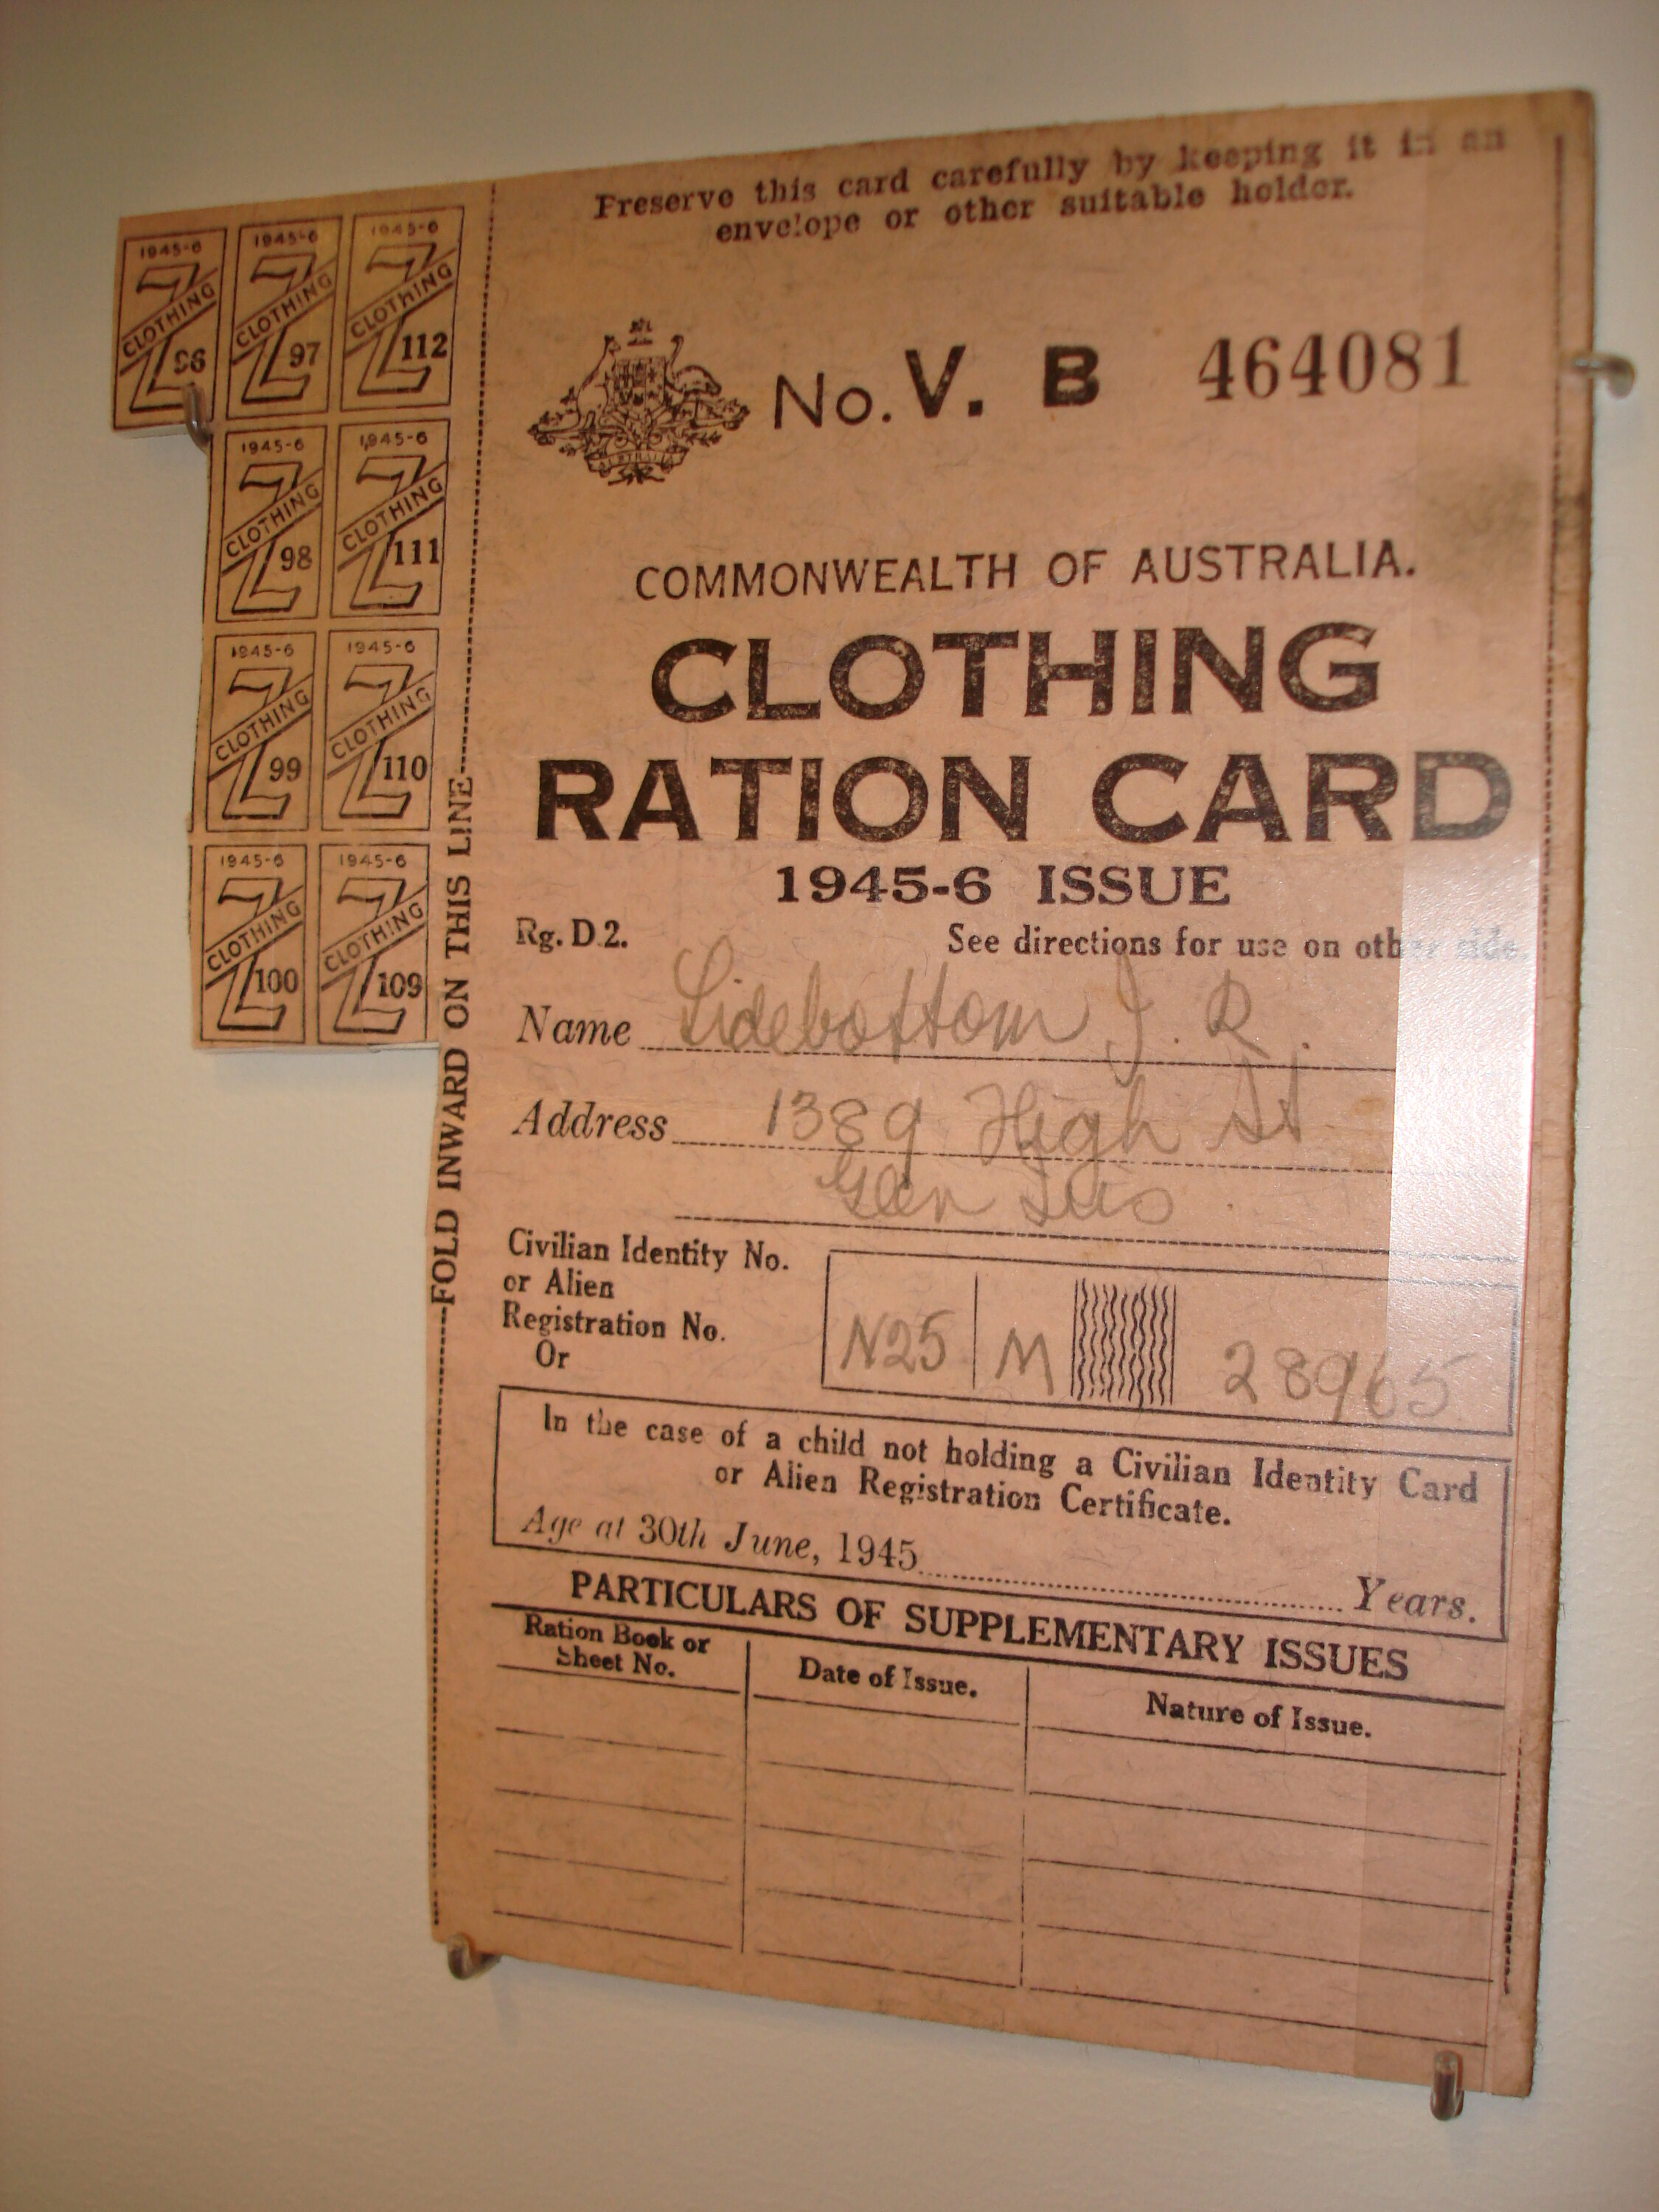 Preserve this card carefully by keeping it in an
envelope or other suitable holder.
No. V. B 464081
COMMONWEALTH OF AUSTRALIA.
CLOTHING
RATION CARD
1945-6 ISSUE
Rg. D.2. See directions for use on other side.
Name Sidebottom J. R.
Address 1389 High St
Glen Iris
Civilian Identity No.
or Alien
Registration No.
Or
N25 M 28965
In the case of a child not holding a Civilian Identity Card
or Alien Registration Certificate.
Age at 30th June, 1945 Years.
PARTICULARS OF SUPPLEMENTARY ISSUES
Ration Book or
Sheet No.
Date of Issue.
Nature of Issue.
FOLD INWARD ON THIS LINE
1945-6 1945-6 1945-6
CLOTHING CLOTHING CLOTHING
Z 96 Z 97 Z 112
1945-6 1945-6
CLOTHING CLOTHING
Z 98 Z 111
1945-6 1945-6
CLOTHING CLOTHING
Z 99 Z 110
1945-6 1945-6
CLOTHING CLOTHING
Z 100 Z 109